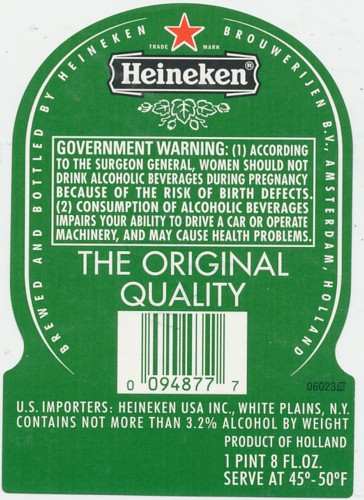 BREWED AND BOTTLED BY HEINEKEN BROUWERIJEN B.V., AMSTERDAM, HOLLAND
TRADE MARK
Heineken®
GOVERNMENT WARNING: (1) ACCORDING
TO THE SURGEON GENERAL, WOMEN SHOULD NOT
DRINK ALCOHOLIC BEVERAGES DURING PREGNANCY
BECAUSE OF THE RISK OF BIRTH DEFECTS.
(2) CONSUMPTION OF ALCOHOLIC BEVERAGES
IMPAIRS YOUR ABILITY TO DRIVE A CAR OR OPERATE
MACHINERY, AND MAY CAUSE HEALTH PROBLEMS.
THE ORIGINAL
QUALITY
0 094877 7
06023
U.S. IMPORTERS: HEINEKEN USA INC., WHITE PLAINS, N.Y.
CONTAINS NOT MORE THAN 3.2% ALCOHOL BY WEIGHT
PRODUCT OF HOLLAND
1 PINT 8 FL.OZ.
SERVE AT 45º-50ºF